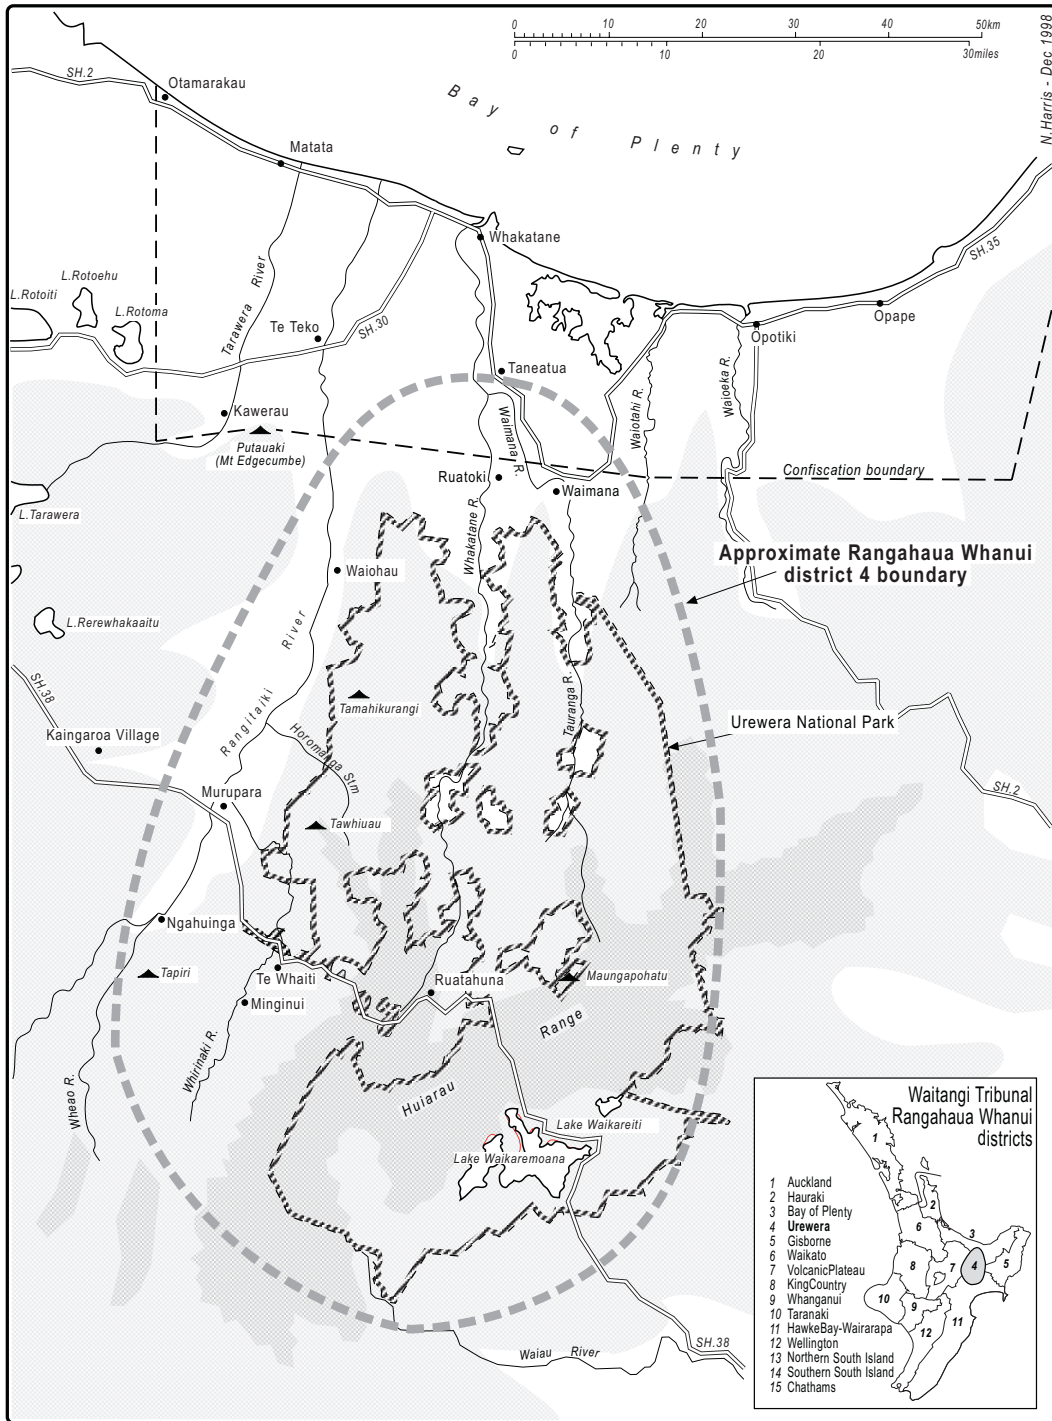 0 10 20 30 40 50km
0 10 20 30miles
N.Harris - Dec 1998
SH.2
Otamarakau
Bay of Plenty
Matata
Whakatane
SH.35
L.Rotoehu
L.Rotoiti
L.Rotoma
Tarawera River
Te Teko
SH.30
Opape
Opotiki
Taneatua
Waiotahi R.
Waioeka R.
Kawerau
Waimana R.
Putauaki
(Mt Edgecumbe)
Confiscation boundary
Ruatoki
Waimana
L.Tarawera
Whakatane R.
Approximate Rangahaua Whanui
district 4 boundary
Waiohau
L.Rerewhakaaitu
Rangitaiki River
SH.38
Tamahikurangi
Tauranga R.
Urewera National Park
Kaingaroa Village
Horomanga Stm
SH.2
Murupara
Tawhiuau
Ngahuinga
Tapiri
Te Whaiti
Ruatahuna
Maungapohatu
Minginui
Range
Whirinaki R.
Wheao R.
Huiarau
Lake Waikareiti
Lake Waikaremoana
SH.38
Waiau River
Waitangi Tribunal
Rangahaua Whanui
districts
1 Auckland
2 Hauraki
3 Bay of Plenty
4 Urewera
5 Gisborne
6 Waikato
7 VolcanicPlateau
8 KingCountry
9 Whanganui
10 Taranaki
11 HawkeBay-Wairarapa
12 Wellington
13 Northern South Island
14 Southern South Island
15 Chathams
1
2
3
6
8
7
4
5
10
9
11
12